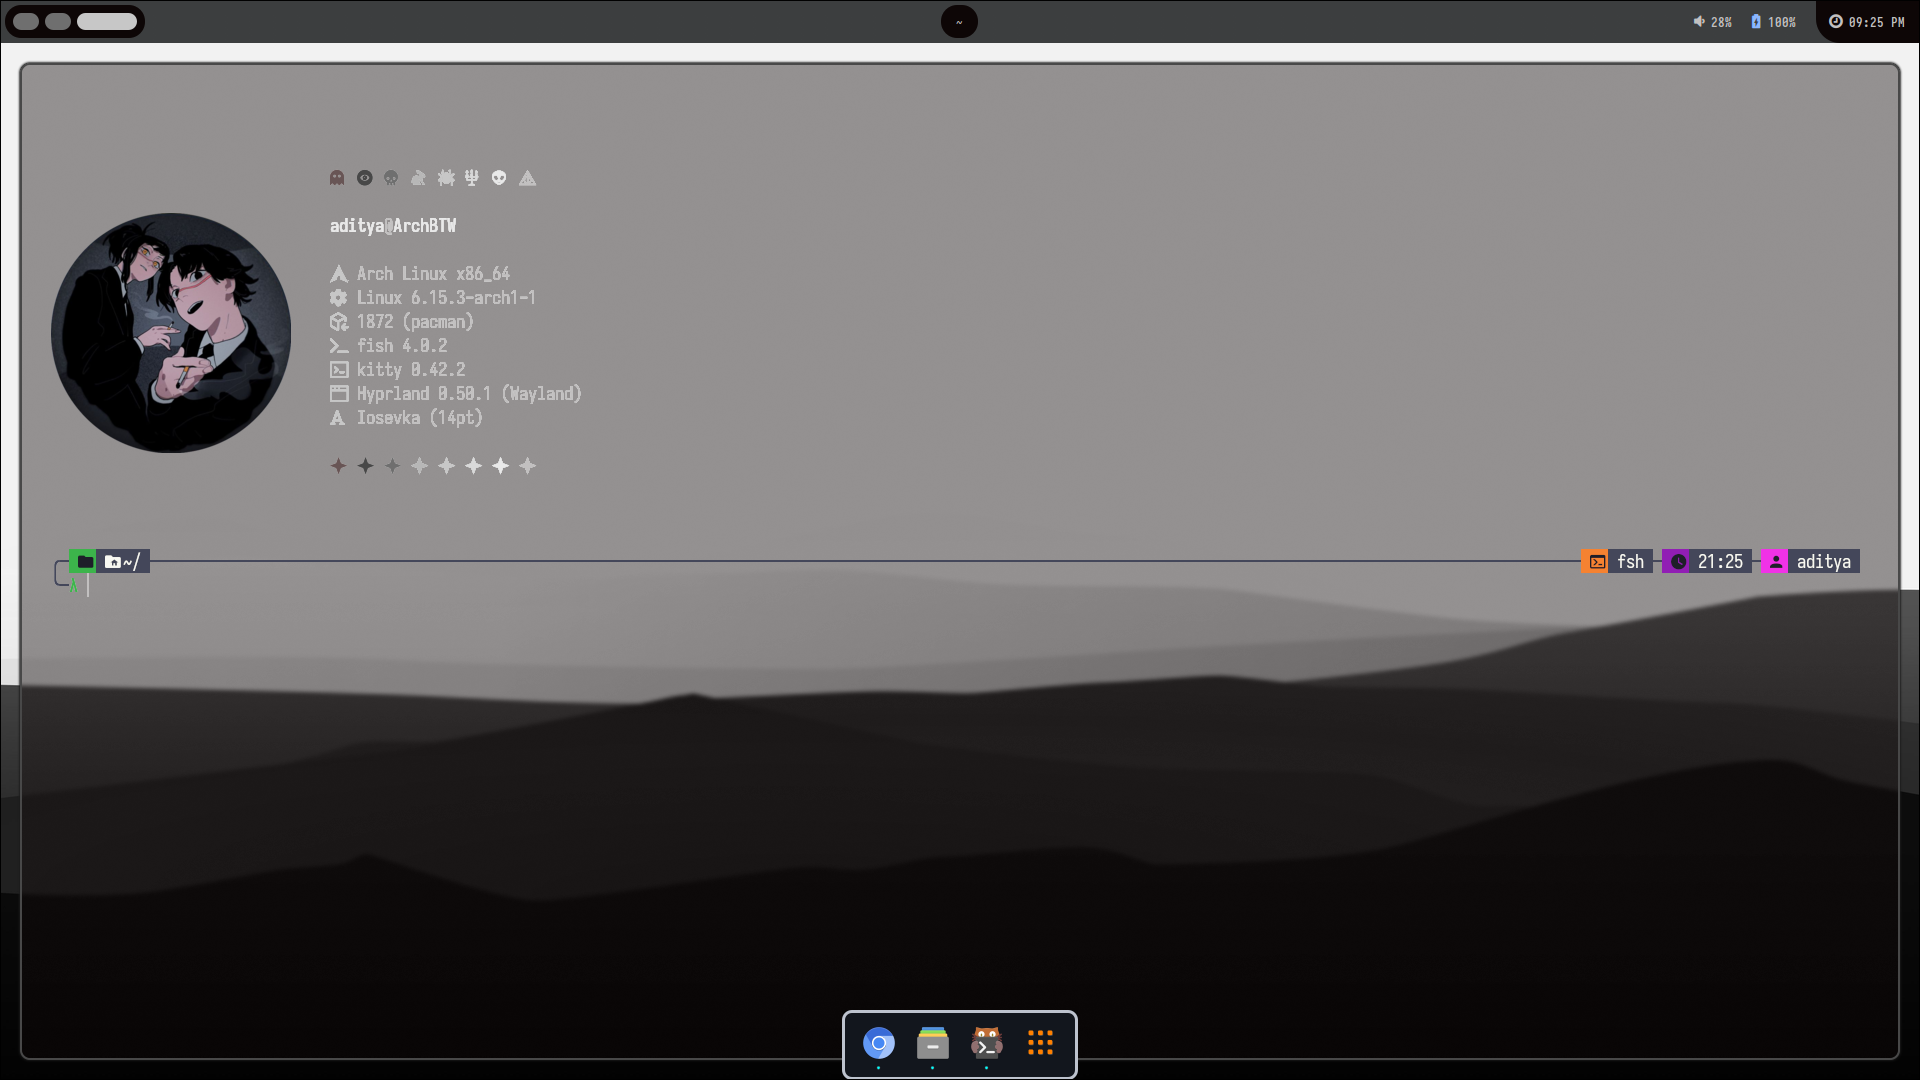 ~
28%
100%
09:25 PM
aditya@ArchBTW
Arch Linux x86_64
Linux 6.15.3-arch1-1
1872 (pacman)
fish 4.0.2
kitty 0.42.2
Hyprland 0.50.1 (Wayland)
Iosevka (14pt)
~/
fsh
21:25
aditya